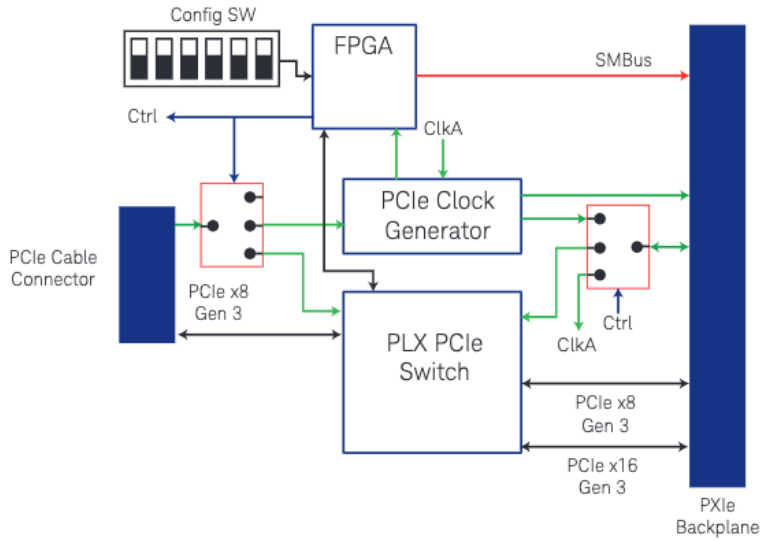 Config SW
FPGA
SMBus
Ctrl
ClkA
PCIe Clock
Generator
PCIe Cable
Connector
PCIe x8
Gen 3
Ctrl
ClkA
PLX PCIe
Switch
PCIe x8
Gen 3
PCIe x16
Gen 3
PXIe
Backplane